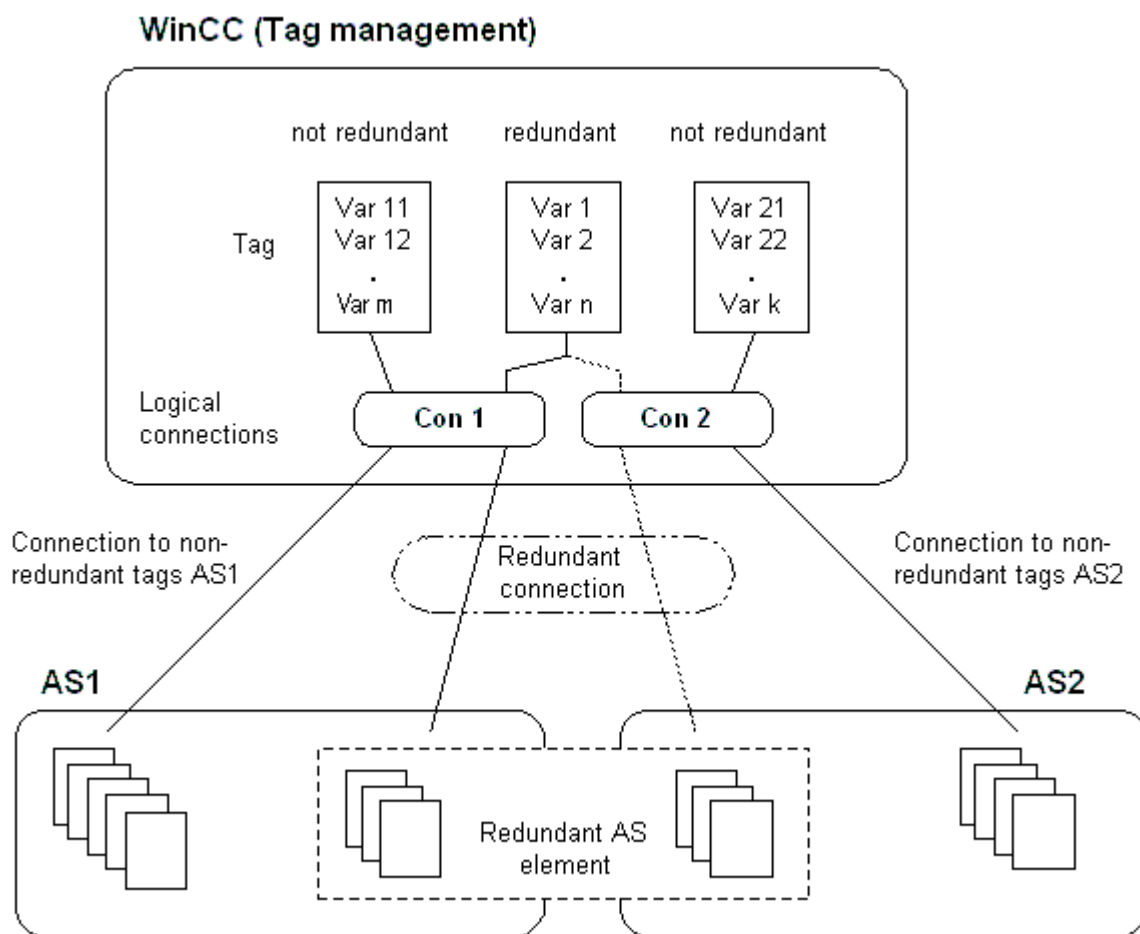 WinCC (Tag management)
not redundant
redundant
not redundant
Tag
Var 11
Var 12
.
Var m
Var 1
Var 2
.
Var n
Var 21
Var 22
.
Var k
Logical
connections
Con 1
Con 2
Connection to non-
redundant tags AS1
Redundant
connection
Connection to non-
redundant tags AS2
AS1
AS2
Redundant AS
element